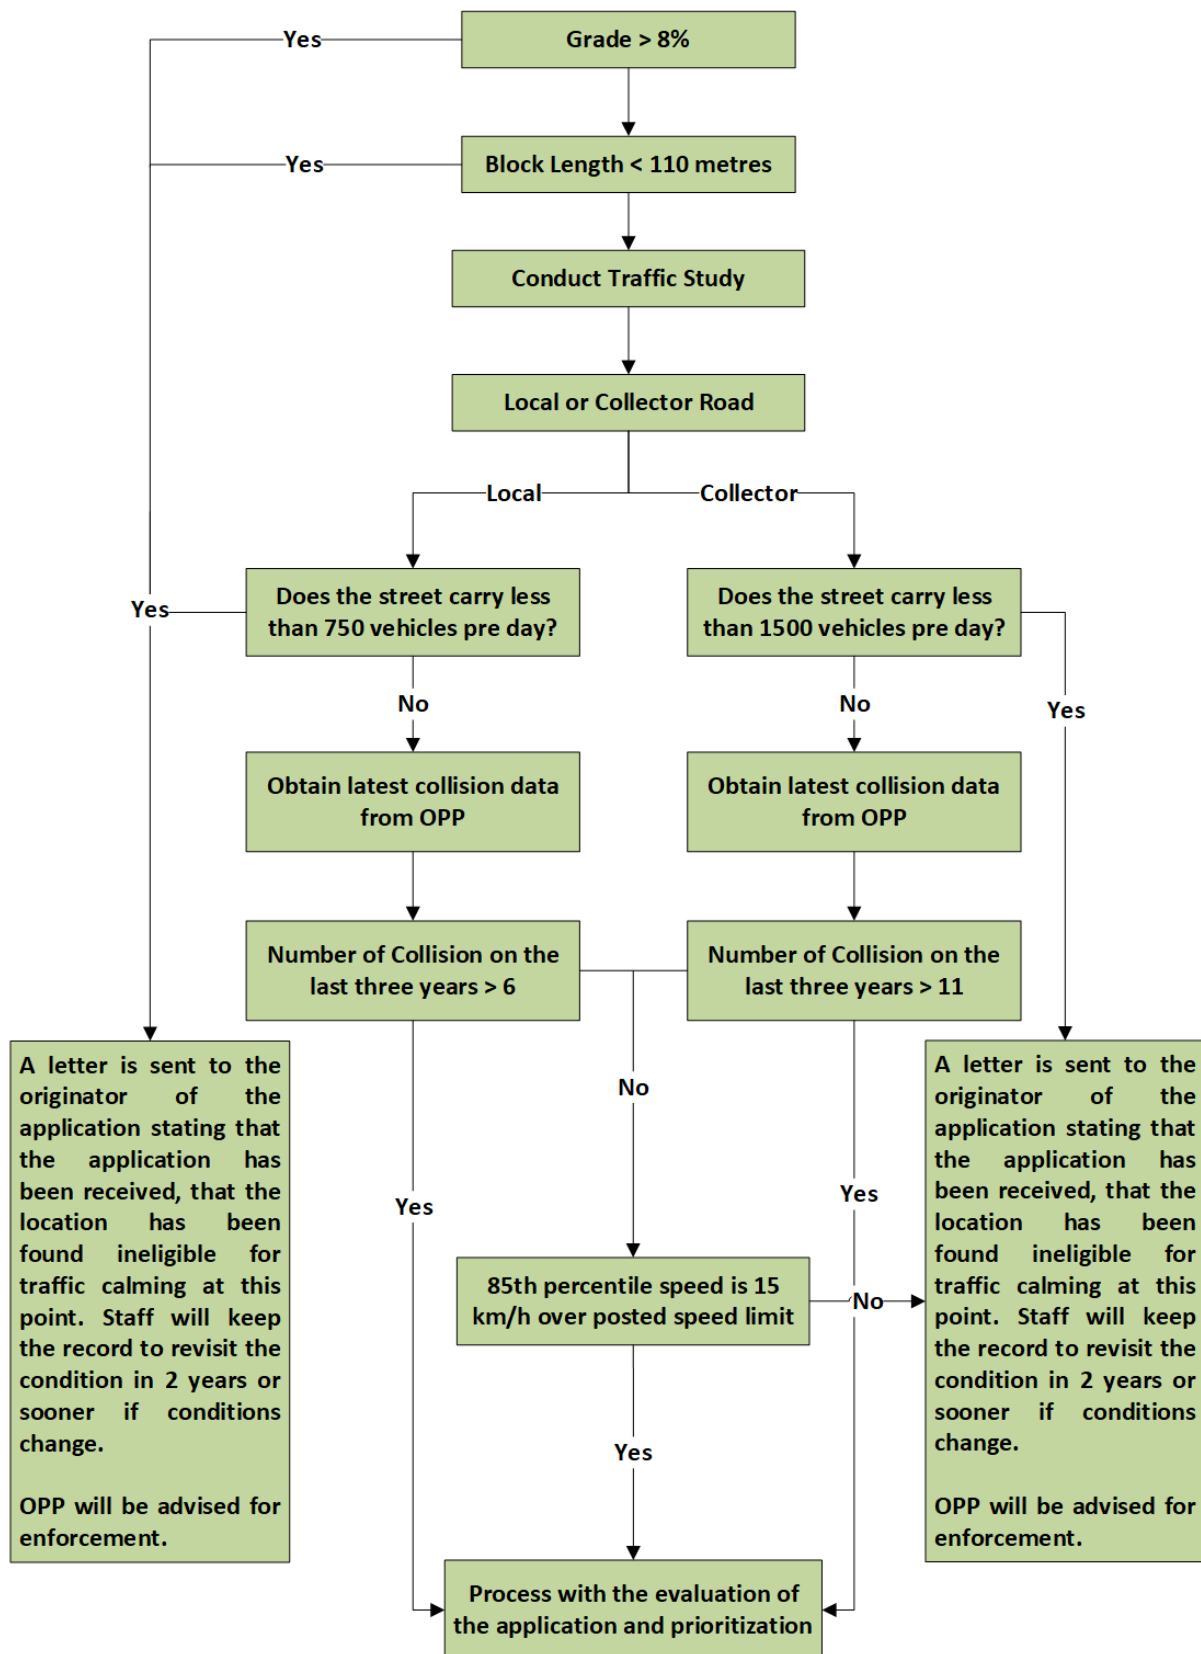 Grade > 8%
Yes
Block Length < 110 metres
Yes
Conduct Traffic Study
Local or Collector Road
Local
Collector
Does the street carry less
than 750 vehicles pre day?
Yes
Does the street carry less
than 1500 vehicles pre day?
No
No
Yes
Obtain latest collision data
from OPP
Obtain latest collision data
from OPP
Number of Collision on the
last three years > 6
Number of Collision on the
last three years > 11
No
Yes
Yes
A letter is sent to the
originator of the
application stating that
the application has
been received, that the
location has been
found ineligible for
traffic calming at this
point. Staff will keep
the record to revisit the
condition in 2 years or
sooner if conditions
change.
OPP will be advised for
enforcement.
85th percentile speed is 15
km/h over posted speed limit
No
Yes
A letter is sent to the
originator of the
application stating that
the application has
been received, that the
location has been
found ineligible for
traffic calming at this
point. Staff will keep
the record to revisit the
condition in 2 years or
sooner if conditions
change.
OPP will be advised for
enforcement.
Process with the evaluation of
the application and prioritization